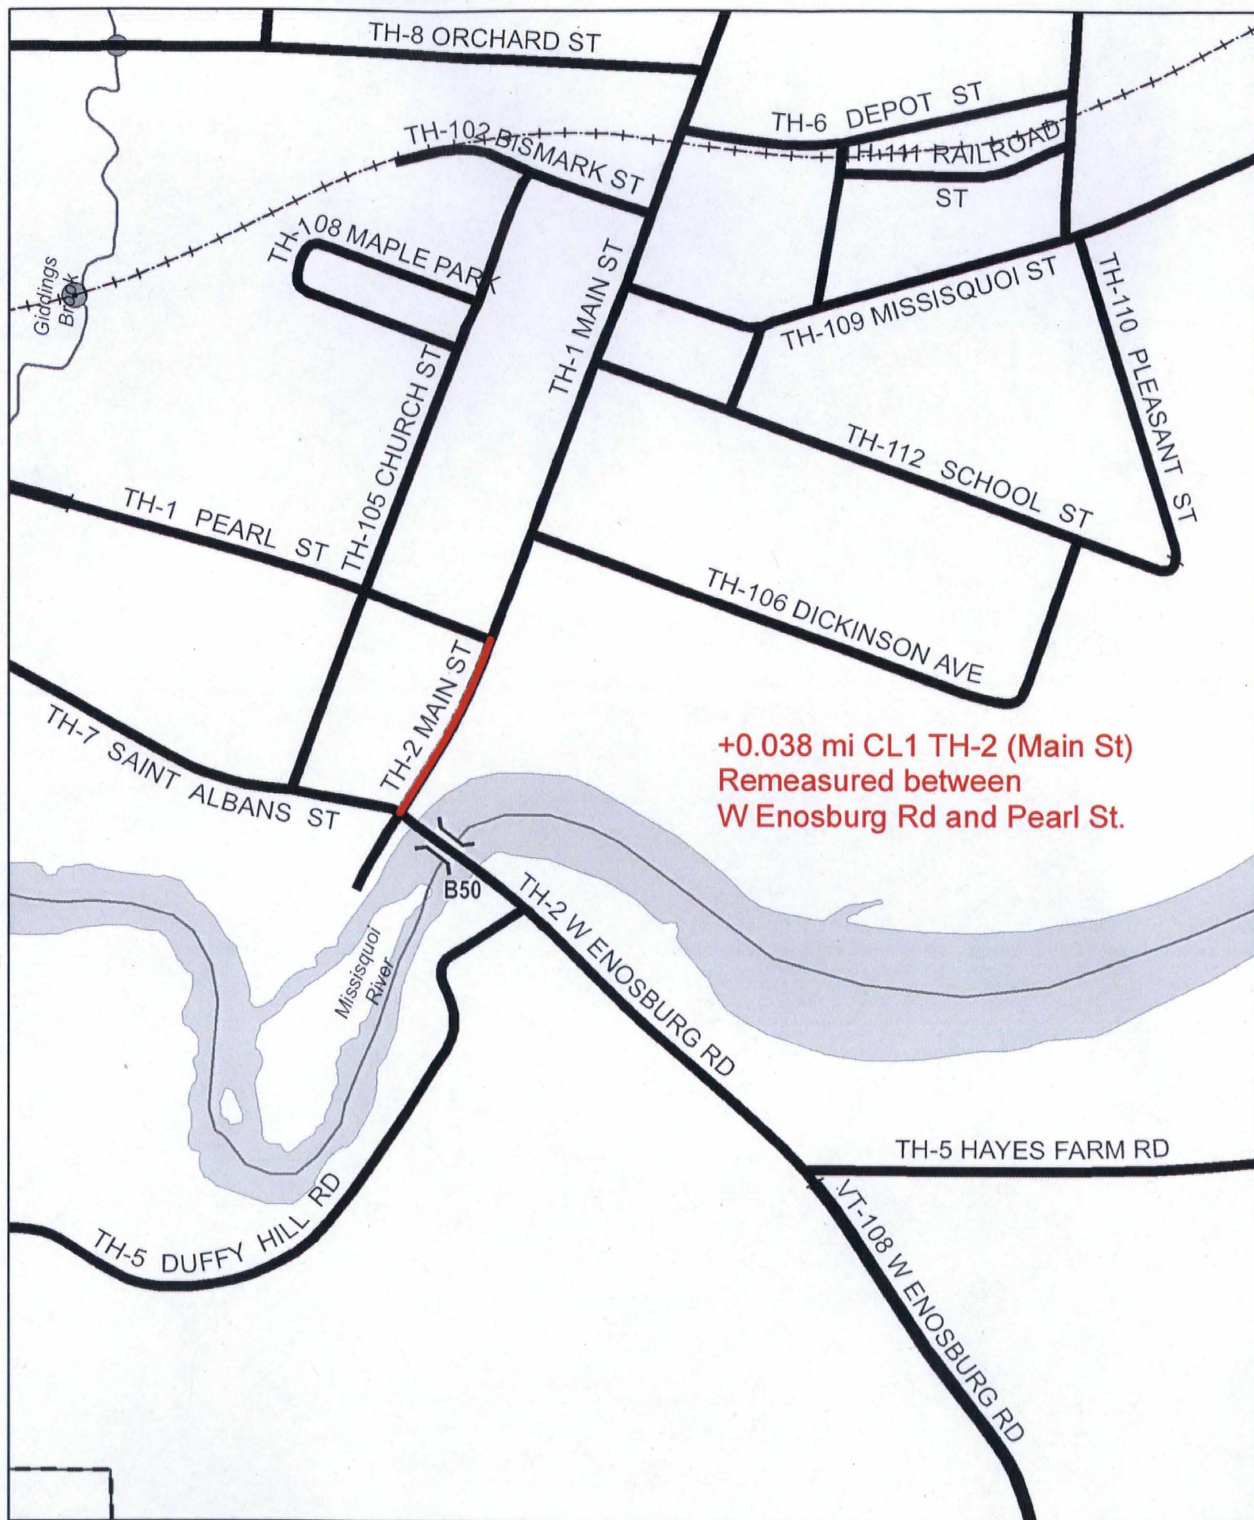 TH-8 ORCHARD ST
TH-6 DEPOT ST
TH-102 BISMARK ST
TH-111 RAILROAD
ST
TH-108 MAPLE PARK
Giddings
Brook
TH-1 MAIN ST
TH-109 MISSISQUOI ST
TH-110 PLEASANT ST
TH-105 CHURCH ST
TH-112 SCHOOL ST
TH-1 PEARL ST
TH-106 DICKINSON AVE
TH-2 MAIN ST
TH-7 SAINT ALBANS ST
+0.038 mi CL1 TH-2 (Main St)
Remeasured between
W Enosburg Rd and Pearl St.
B50
TH-2 W ENOSBURG RD
Missisquoi
River
TH-5 HAYES FARM RD
TH-5 DUFFY HILL RD
VT-108 W ENOSBURG RD